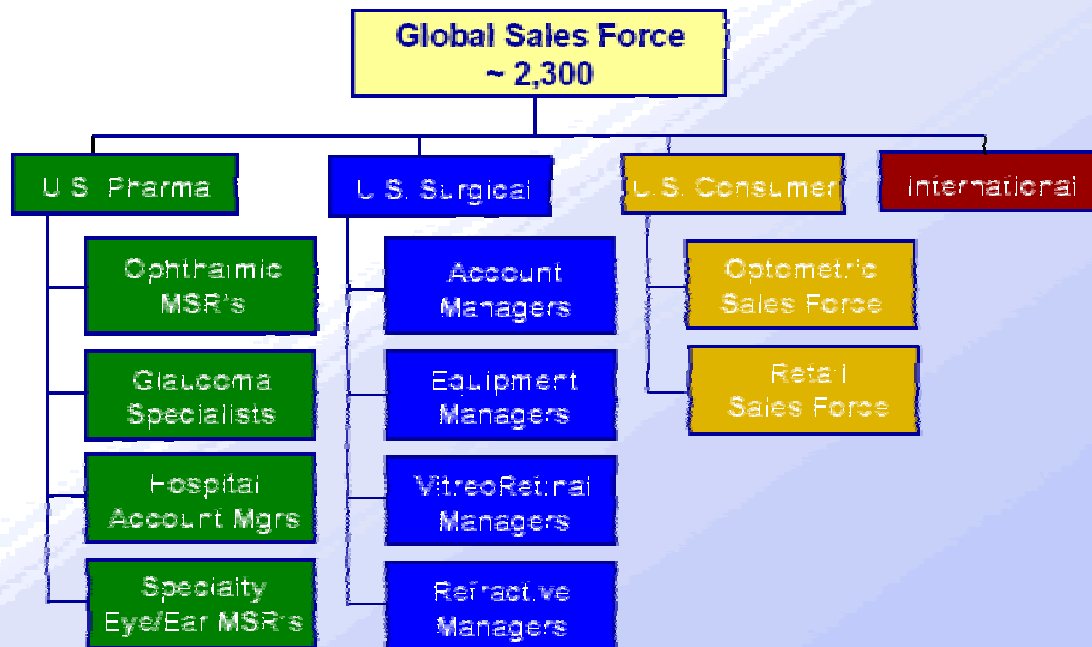 Global Sales Force
~ 2,300
U.S. Pharma
U.S. Surgical
U.S. Consumer
International
Ophthalmic
MSR's
Glaucoma
Specialists
Hospital
Account Mgrs
Specialty
Eye/Ear MSR's
Account
Managers
Equipment
Managers
VitreoRetinal
Managers
Refractive
Managers
Optometric
Sales Force
Retail
Sales Force